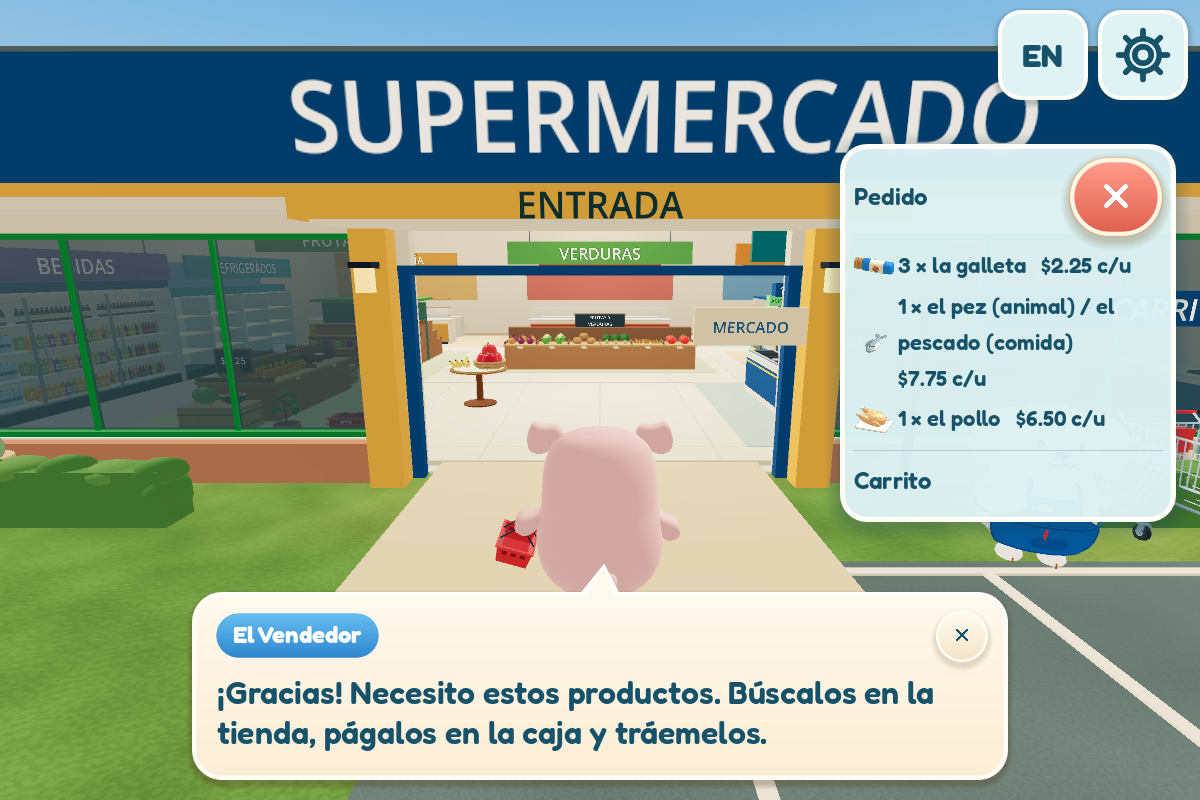 SUPERMERCADO
EN
ENTRADA
VERDURAS
MERCADO
FRUTAS Y
VERDURAS
Pedido
3 × la galleta $2.25 c/u
1 × el pez (animal) / el
pescado (comida)
$7.75 c/u
1 × el pollo $6.50 c/u
Carrito
El Vendedor
¡Gracias! Necesito estos productos. Búscalos en la
tienda, págalos en la caja y tráemelos.